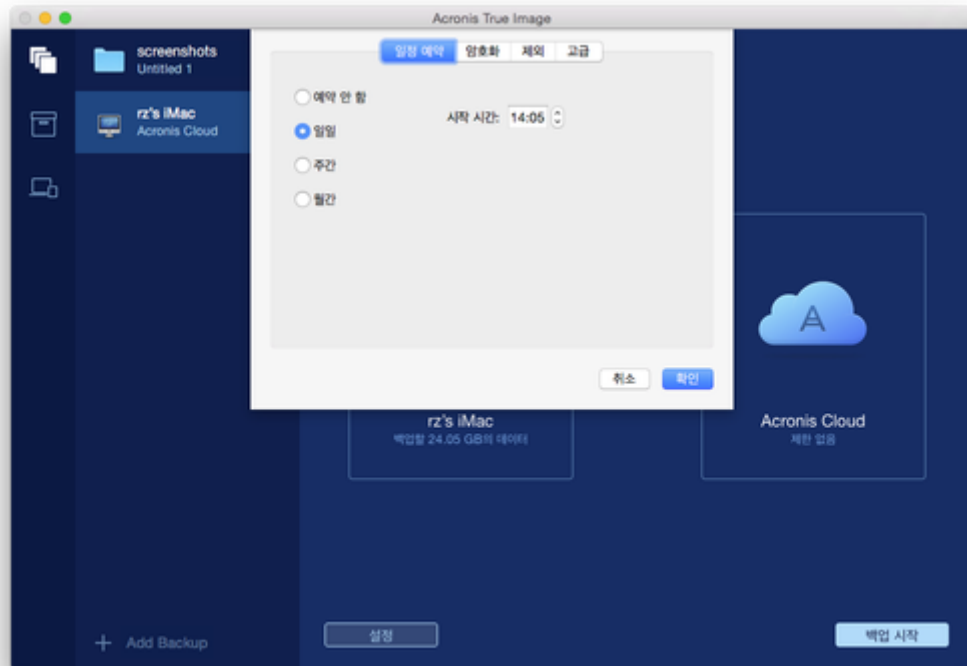 Acronis True Image
screenshots
Untitled 1
rz's iMac
Acronis Cloud
일정 예약 암호화 제외 고급
예약 안 함
시작 시간: 14:05
일일
주간
월간
취소 확인
rz's iMac
백업할 24.05 GB의 데이터
Acronis Cloud
제한 없음
Add Backup
설정
백업 시작